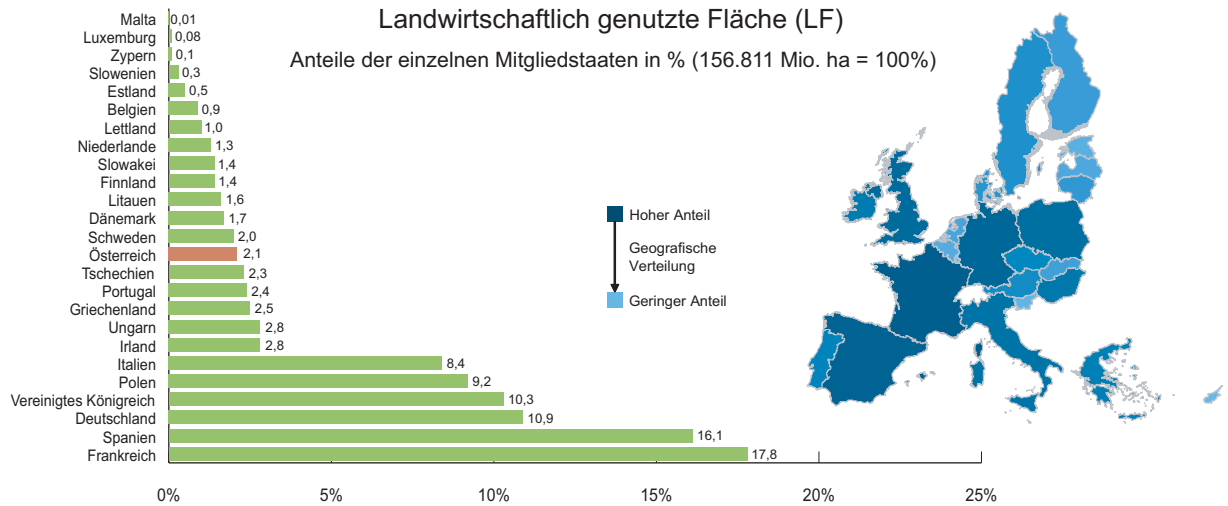 Landwirtschaftlich genutzte Fläche (LF)
Anteile der einzelnen Mitgliedstaaten in % (156.811 Mio. ha = 100%)
Malta 0,01
Luxemburg 0,08
Zypern 0,1
Slowenien 0,3
Estland 0,5
Belgien 0,9
Lettland 1,0
Niederlande 1,3
Slowakei 1,4
Finnland 1,4
Litauen 1,6
Dänemark 1,7
Schweden 2,0
Österreich 2,1
Tschechien 2,3
Portugal 2,4
Griechenland 2,5
Ungarn 2,8
Irland 2,8
Italien 8,4
Polen 9,2
Vereinigtes Königreich 10,3
Deutschland 10,9
Spanien 16,1
Frankreich 17,8
0% 5% 10% 15% 20% 25%
Hoher Anteil
Geografische
Verteilung
Geringer Anteil